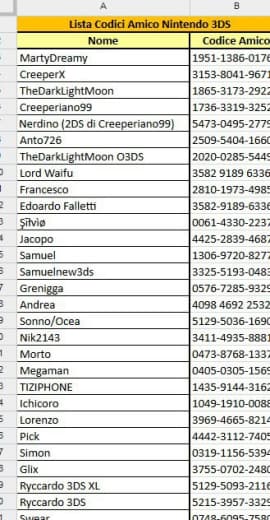 A B
Lista Codici Amico Nintendo 3DS
Nome Codice Amico
MartyDreamy 1951-1386-0176
CreeperX 3153-8041-9671
TheDarkLightMoon 1865-3173-2922
Creeperiano99 1736-3319-3252
Nerdino (2DS di Creeperiano99) 5473-0495-2779
Anto726 2509-5404-1660
TheDarkLightMoon O3DS 2020-0285-5449
Lord Waifu 3582 9189 6336
Francesco 2810-1973-4985
Edoardo Falletti 3582-9189-6336
Şïłvïø 0061-4330-2237
Jacopo 4425-2839-4687
Samuel 1306-9720-8277
Samuelnew3ds 3325-5193-0483
Grenigga 0576-7285-9329
Andrea 4098 4692 2532
Sonno/Ocea 5129-5036-1690
Nik2143 3411-4935-8881
Morto 0473-8768-1337
Megaman 0405-0305-1569
TIZIPHONE 1435-9144-3162
Ichicoro 1049-1910-0088
Lorenzo 3969-4665-8214
Pick 4442-3112-7405
Simon 0319-1156-5394
Glix 3755-0702-2480
Ryccardo 3DS XL 5129-5093-2116
Ryccardo 3DS 5215-3957-3325
Swear 0748-6095-7580